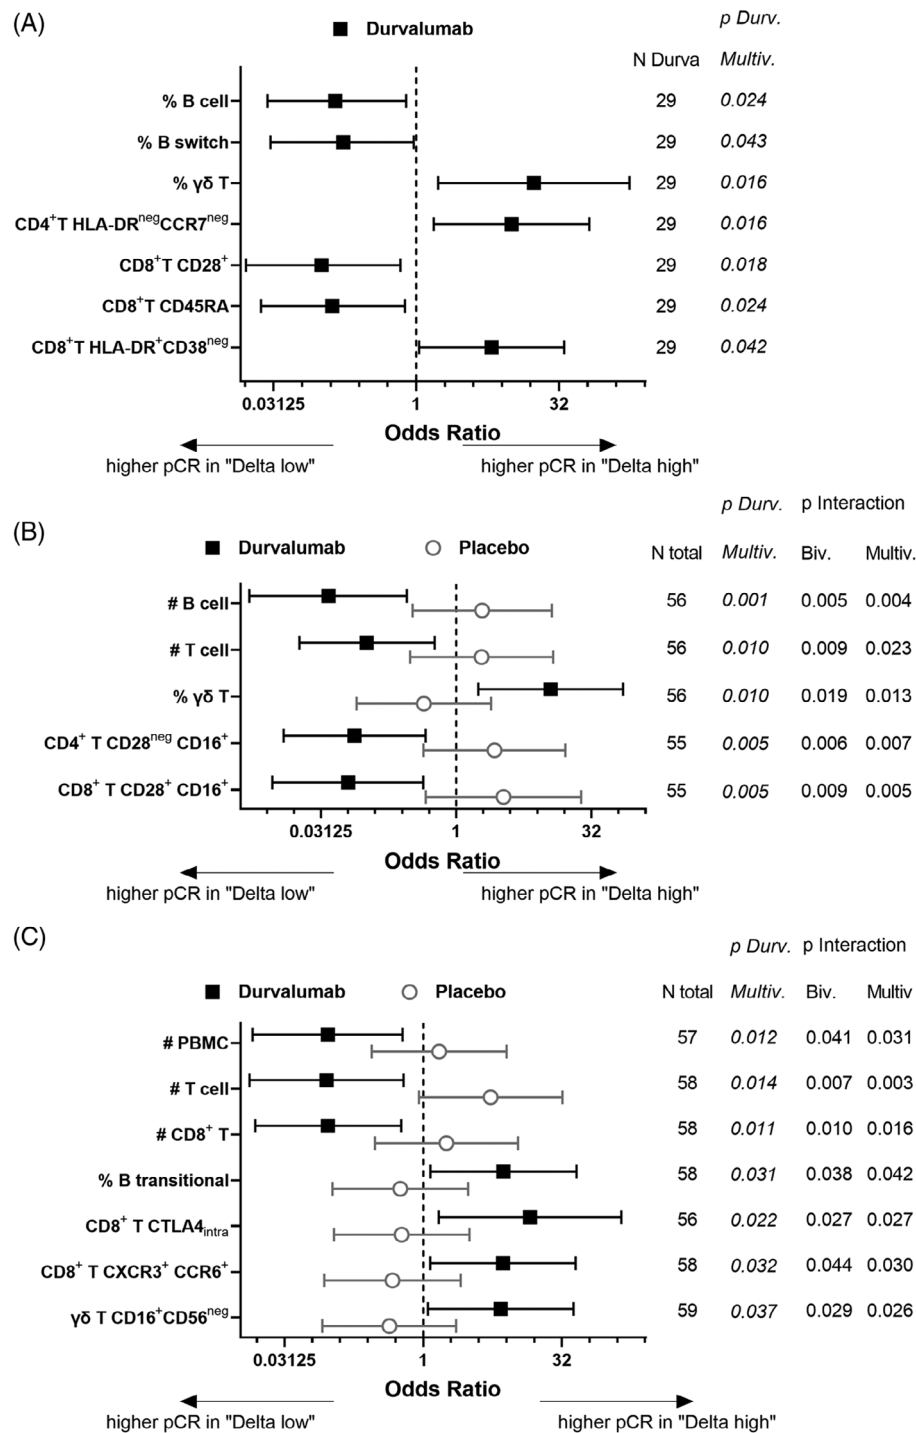 (A)
Durvalumab
p Durv.
N Durva Multiv.
% B cell 29 0.024
% B switch 29 0.043
% γδ T 29 0.016
CD4⁺T HLA-DRⁿᵉᵍCCR7ⁿᵉᵍ 29 0.016
CD8⁺T CD28⁺ 29 0.018
CD8⁺T CD45RA 29 0.024
CD8⁺T HLA-DR⁺CD38ⁿᵉᵍ 29 0.042
0.03125 1 32
Odds Ratio
higher pCR in "Delta low" higher pCR in "Delta high"
p Durv. p Interaction
(B)
Durvalumab Placebo N total Multiv. Biv. Multiv.
# B cell 56 0.001 0.005 0.004
# T cell 56 0.010 0.009 0.023
% γδ T 56 0.010 0.019 0.013
CD4⁺ T CD28ⁿᵉᵍ CD16⁺ 55 0.005 0.006 0.007
CD8⁺ T CD28⁺ CD16⁺ 55 0.005 0.009 0.005
0.03125 1 32
Odds Ratio
higher pCR in "Delta low" higher pCR in "Delta high"
(C)
p Durv. p Interaction
Durvalumab Placebo N total Multiv. Biv. Multiv
# PBMC 57 0.012 0.041 0.031
# T cell 58 0.014 0.007 0.003
# CD8⁺ T 58 0.011 0.010 0.016
% B transitional 58 0.031 0.038 0.042
CD8⁺ T CTLA4intra 56 0.022 0.027 0.027
CD8⁺ T CXCR3⁺ CCR6⁺ 58 0.032 0.044 0.030
γδ T CD16⁺CD56ⁿᵉᵍ 59 0.037 0.029 0.026
0.03125 1 32
Odds Ratio
higher pCR in "Delta low" higher pCR in "Delta high"